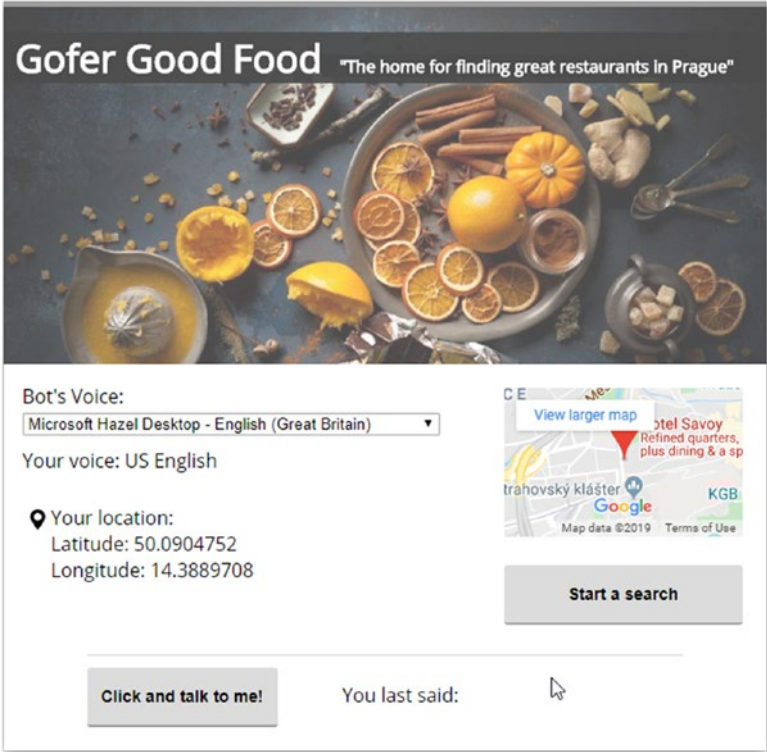 Gofer Good Food "The home for finding great restaurants in Prague"
Bot's Voice:
Microsoft Hazel Desktop - English (Great Britain)
Your voice: US English
Your location:
Latitude: 50.0904752
Longitude: 14.3889708
C E
View larger map
otel Savoy
Refined quarters,
plus dining & a sp
trahovský klášter
KGB
Google
Map data ©2019 Terms of Use
Start a search
Click and talk to me!
You last said: